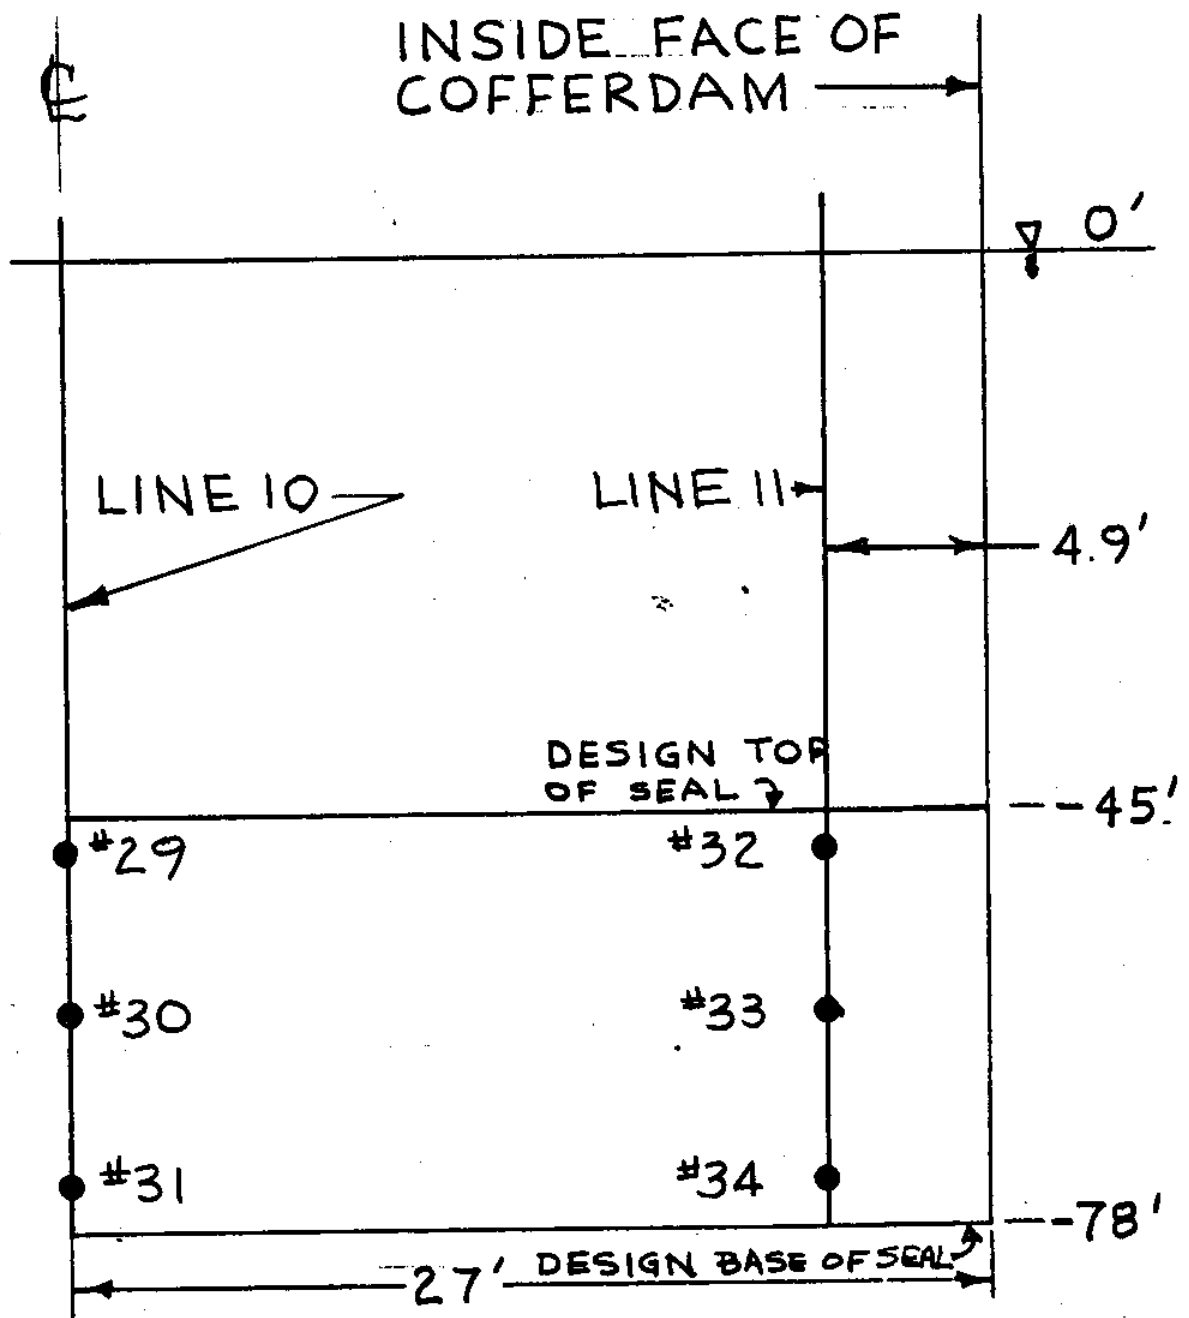 INSIDE FACE OF
℄
COFFERDAM
0'
LINE 10
LINE 11
4.9'
DESIGN TOP
OF SEAL
-45'
#29
#32
#30
#33
#31
#34
-78'
DESIGN BASE OF SEAL
27'